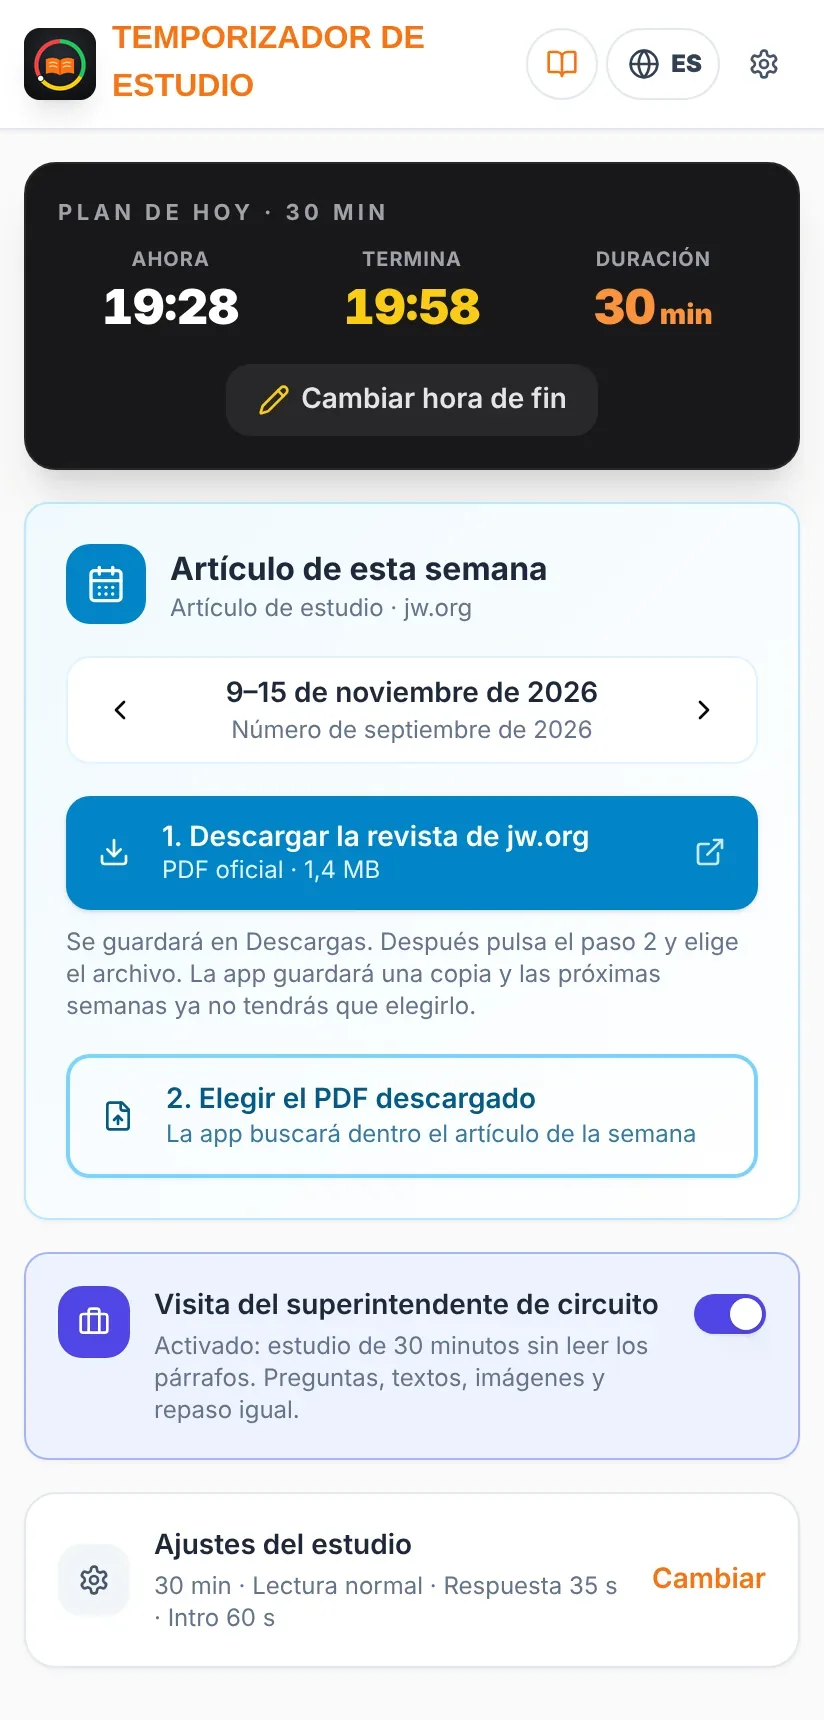 TEMPORIZADOR DE
ESTUDIO
ES
PLAN DE HOY · 30 MIN
AHORA
TERMINA
DURACIÓN
19:28
19:58
30 min
Cambiar hora de fin
Artículo de esta semana
Artículo de estudio · jw.org
9–15 de noviembre de 2026
Número de septiembre de 2026
1. Descargar la revista de jw.org
PDF oficial · 1,4 MB
Se guardará en Descargas. Después pulsa el paso 2 y elige
el archivo. La app guardará una copia y las próximas
semanas ya no tendrás que elegirlo.
2. Elegir el PDF descargado
La app buscará dentro el artículo de la semana
Visita del superintendente de circuito
Activado: estudio de 30 minutos sin leer los
párrafos. Preguntas, textos, imágenes y
repaso igual.
Ajustes del estudio
30 min · Lectura normal · Respuesta 35 s
· Intro 60 s
Cambiar